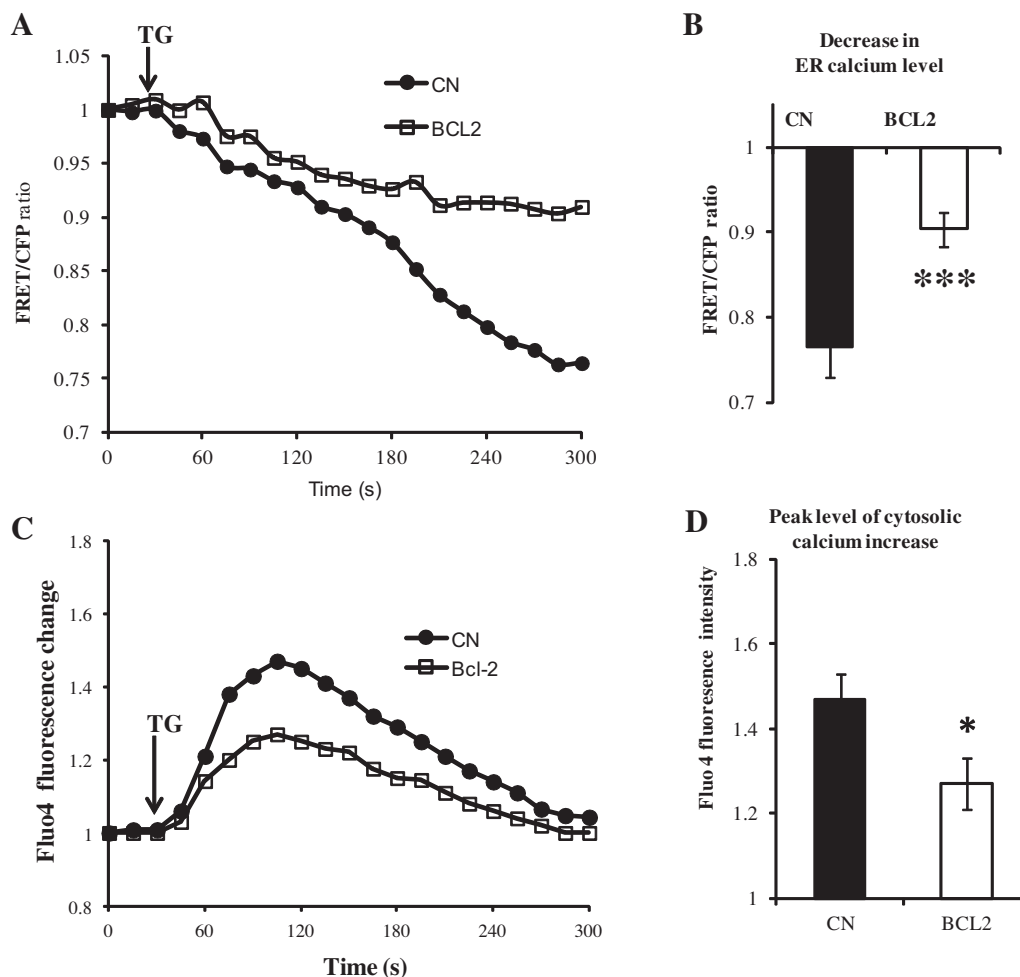 A
TG
1.05
1
0.95
0.9
0.85
0.8
0.75
0.7
FRET/CFP ratio
CN
BCL2
0 60 120 180 240 300
Time (s)
B
Decrease in
ER calcium level
CN BCL2
1
0.9
0.8
0.7
FRET/CFP ratio
***
C
1.8
1.6
1.4
1.2
1
0.8
Fluo4 fluorescence change
CN
Bcl-2
TG
0 60 120 180 240 300
Time (s)
D
Peak level of cytosolic
calcium increase
1.8
1.6
1.4
1.2
1
Fluo 4 fluoresence intensity
*
CN BCL2